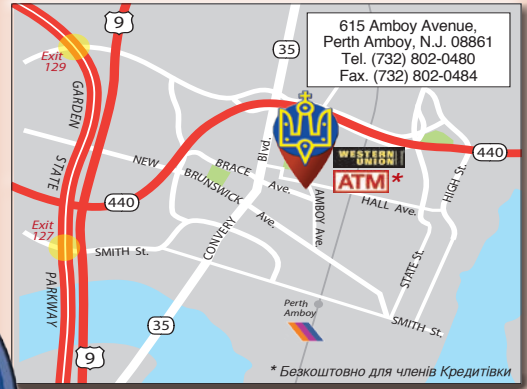 615 Amboy Avenue,
Perth Amboy, N.J. 08861
Tel. (732) 802-0480
Fax. (732) 802-0484
9
35
Exit
129
GARDEN
STATE
PARKWAY
440
WESTERN
UNION
ATM *
NEW
BRUNSWICK
Ave.
BRACE
Ave.
Blvd.
CONVERY
HALL Ave.
AMBOY Ave.
HIGH St.
STATE St.
440
Exit
127
SMITH St.
SMITH St.
Perth
Amboy
35
9
* Безкоштовно для членів Кредитівки